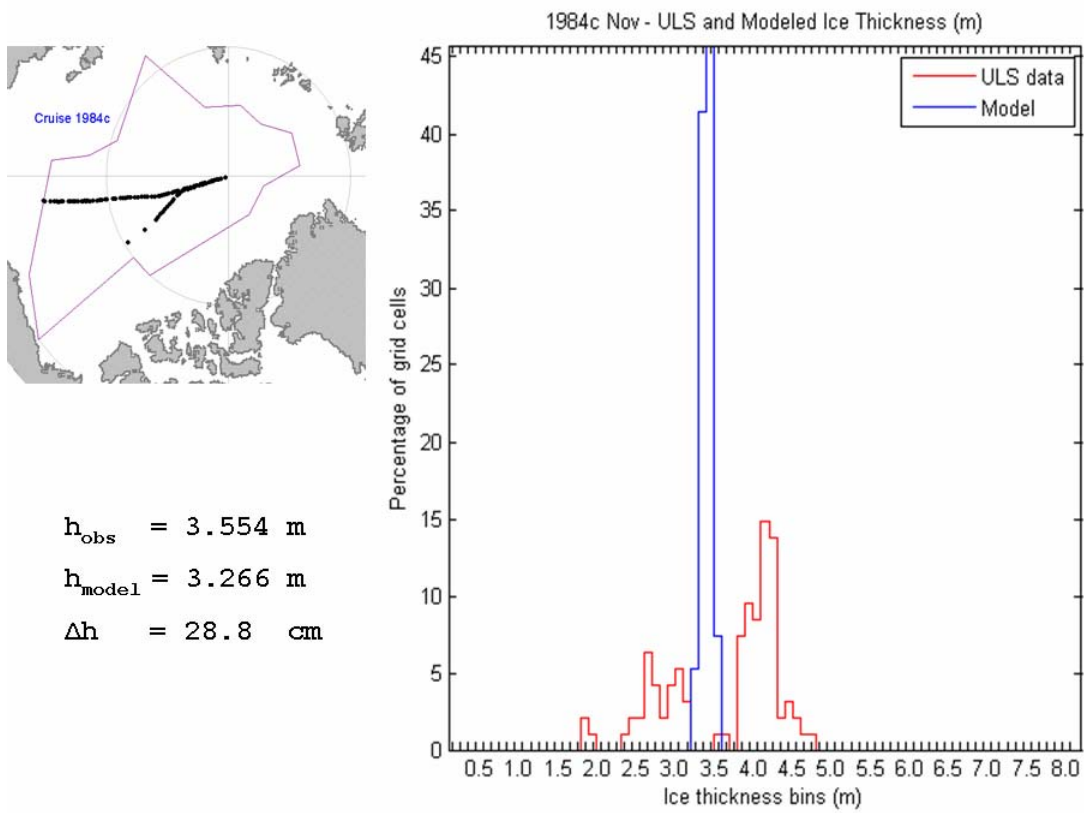 1984c Nov - ULS and Modeled Ice Thickness (m)
Cruise 1984c
h_obs = 3.554 m
h_model = 3.266 m
Δh = 28.8 cm
ULS data
Model
Percentage of grid cells
45
40
35
30
25
20
15
10
5
0
0.5 1.0 1.5 2.0 2.5 3.0 3.5 4.0 4.5 5.0 5.5 6.0 6.5 7.0 7.5 8.0
Ice thickness bins (m)